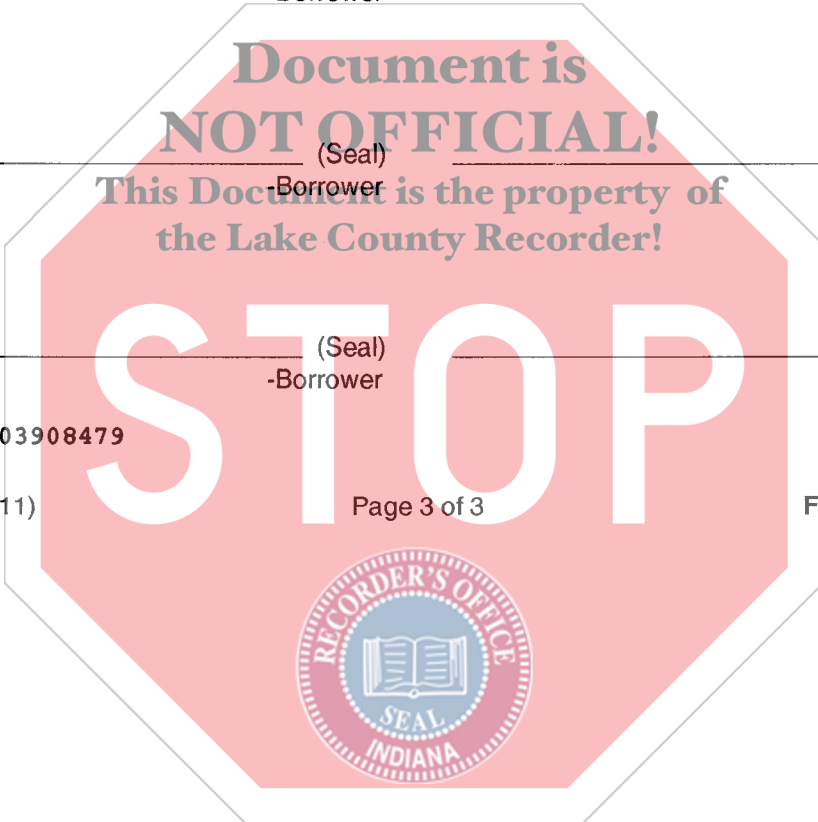 Document is
NOT OFFICIAL!
(Seal)
-Borrower
This Document is the property of
the Lake County Recorder!
(Seal)
-Borrower
STOP
03908479
11)
Page 3 of 3
F
RECORDER'S OFFICE
SEAL
INDIANA